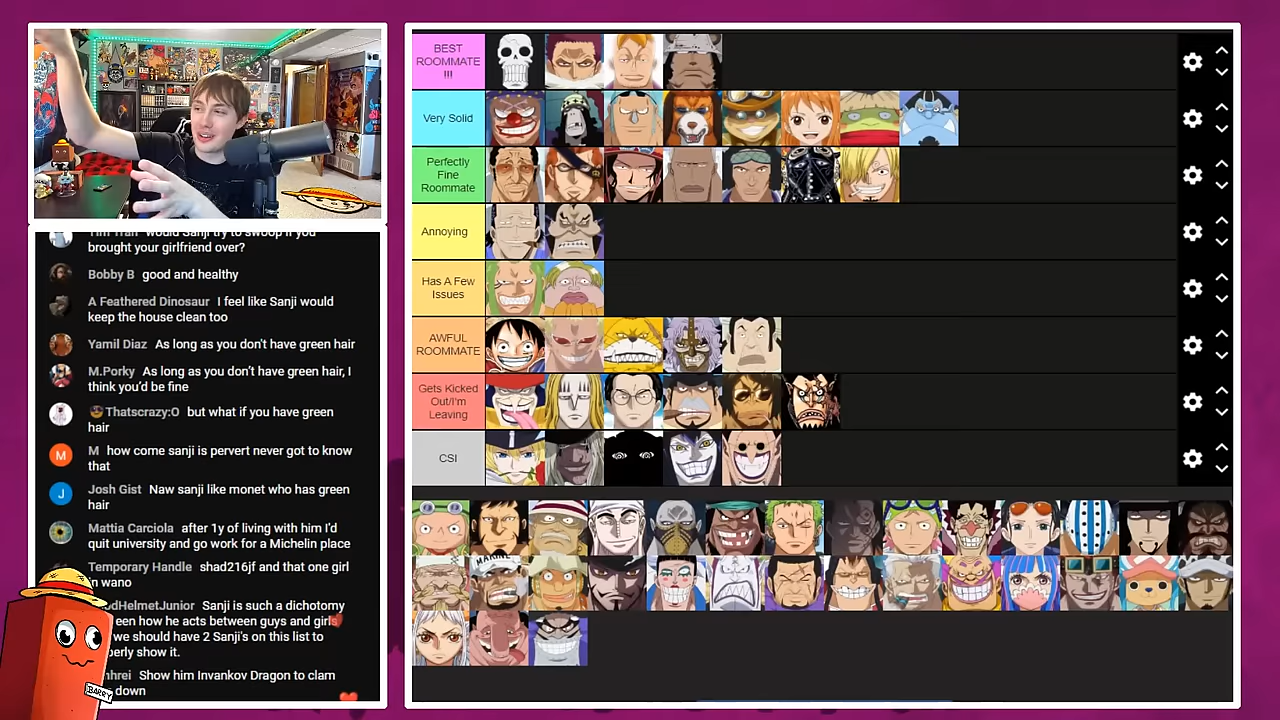 would Sanji try to swoop if you
brought your girlfriend over?
Bobby B good and healthy
A Feathered Dinosaur I feel like Sanji would
keep the house clean too
Yamil Diaz As long as you don't have green hair
M.Porky As long as you don't have green hair, I
think you'd be fine
Thatscrazy:O but what if you have green
hair
M how come sanji is pervert never got to know
that
Josh Gist Naw sanji like monet who has green
hair
Mattia Carciola after 1y of living with him I'd
quit university and go work for a Michelin place
Temporary Handle shad216jf and that one girl
in wano
odHelmetJunior Sanji is such a dichotomy
een how he acts between guys and girls
we should have 2 Sanji's on this list to
perly show it.
nhrei Show him Invankov Dragon to clam
down
BARRY
BEST
ROOMMATE
!!!
Very Solid
Perfectly
Fine
Roommate
Annoying
Has A Few
Issues
AWFUL
ROOMMATE
Gets Kicked
Out/I'm
Leaving
CSI
MARINE